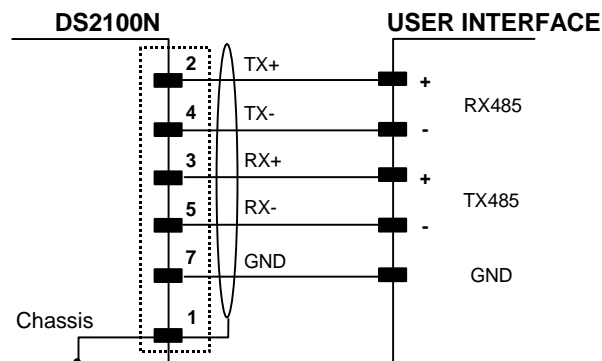 DS2100N USER INTERFACE
2 TX+ +
RX485
4 TX- -
3 RX+ +
TX485
5 RX- -
7 GND GND
Chassis 1